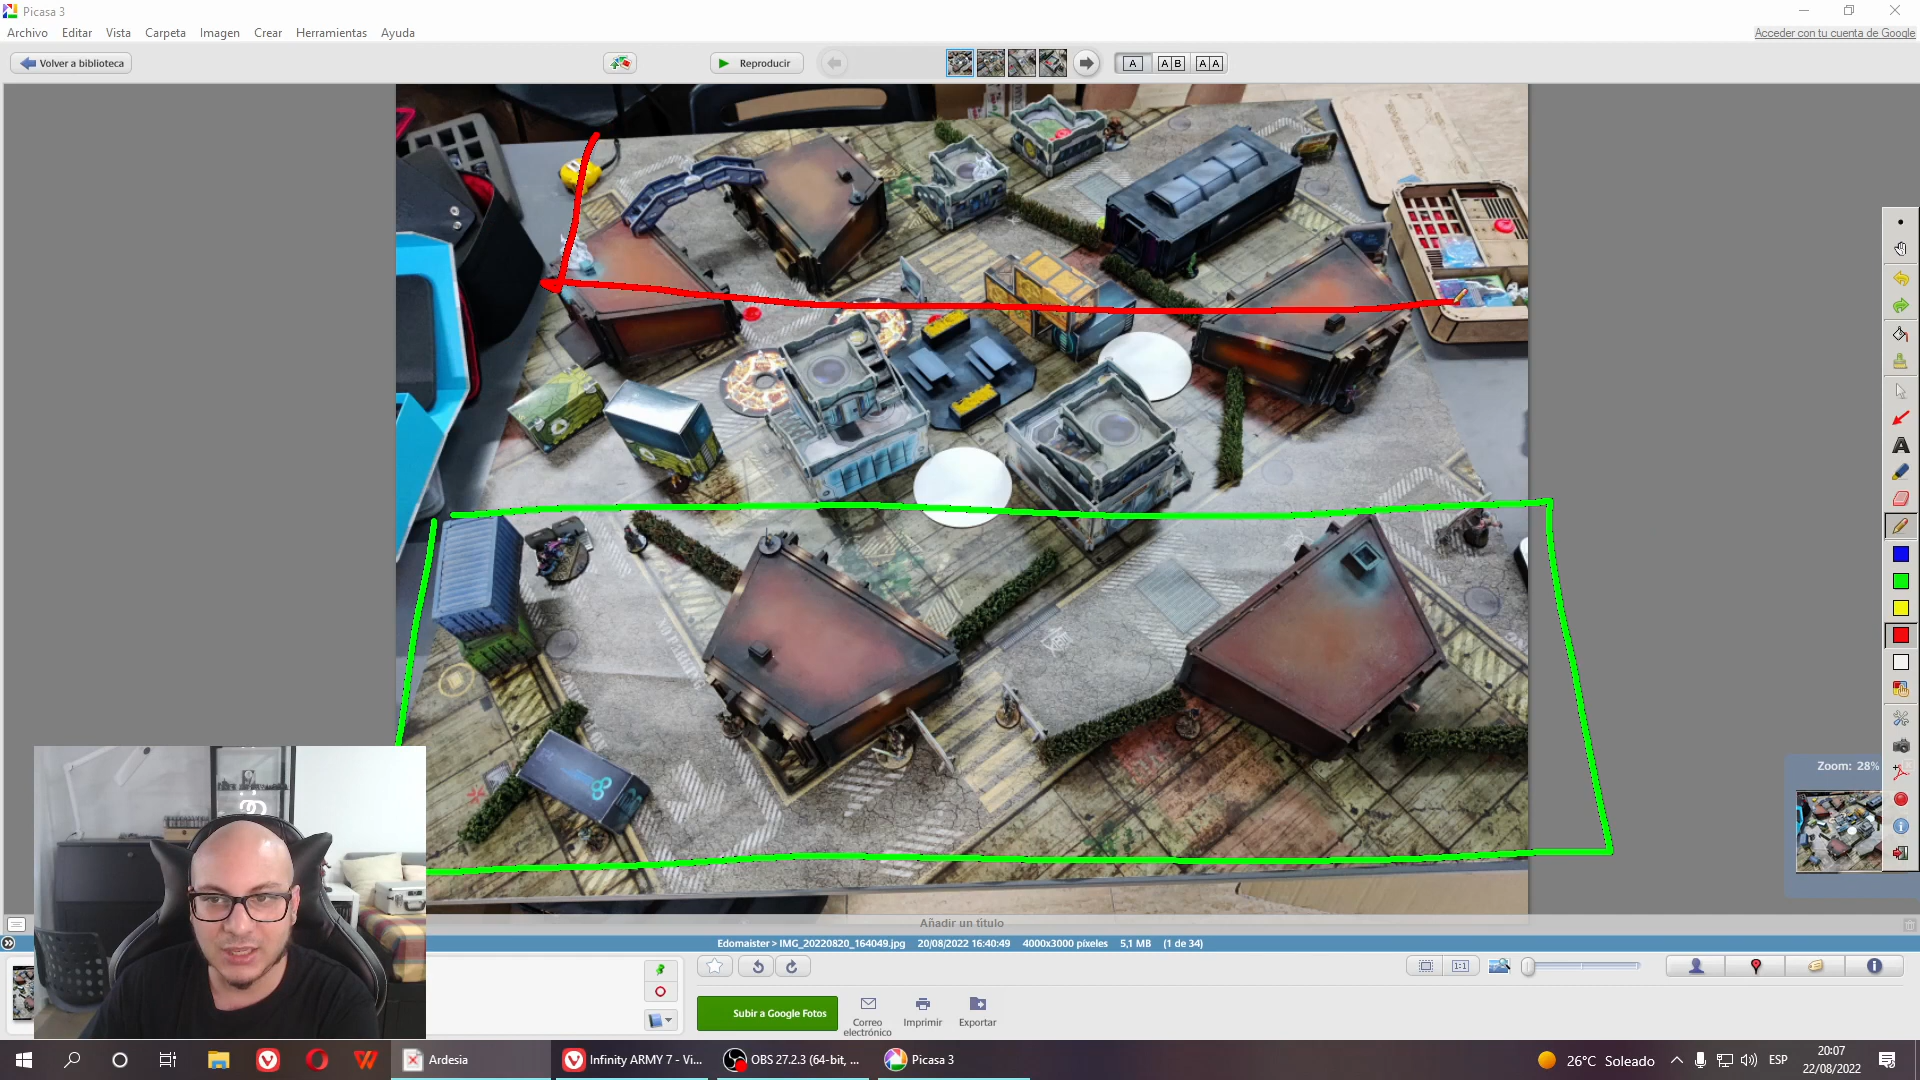 Picasa 3
Archivo Editar Vista Carpeta Imagen Crear Herramientas Ayuda
Acceder con tu cuenta de Google
Volver a biblioteca
Reproducir
A
A B
A A
A
Zoom: 28%
Añadir un título
Edomaister > IMG_20220820_164049.jpg 20/08/2022 16:40:49 4000x3000 píxeles 5,1 MB (1 de 34)
1:1
Subir a Google Fotos
Correo electrónico
Imprimir
Exportar
Ardesia
Infinity ARMY 7 - Vi...
OBS 27.2.3 (64-bit, ...
Picasa 3
26°C Soleado
ESP
20:07
22/08/2022